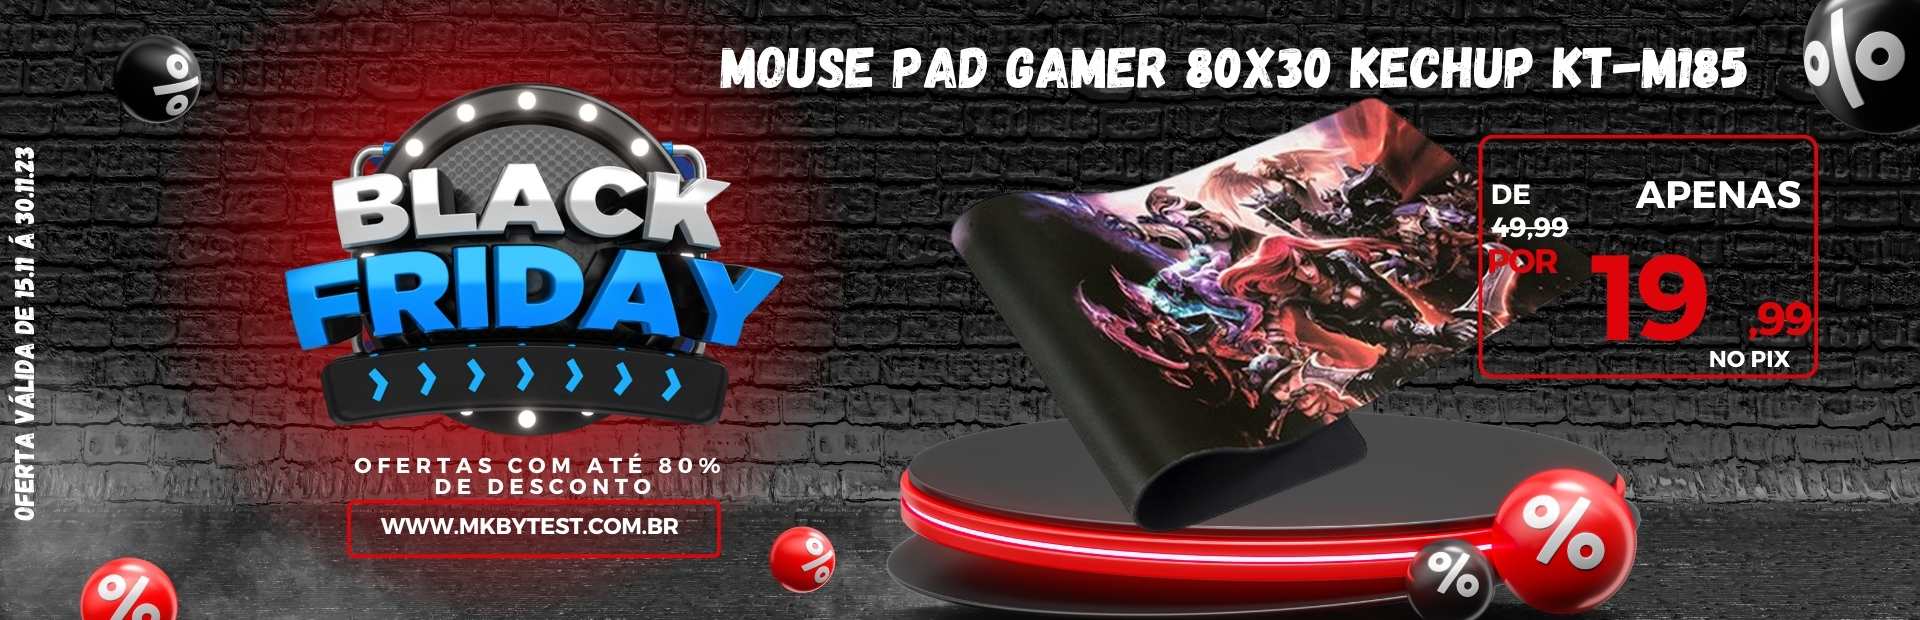 MOUSE PAD GAMER 80X30 KECHUP KT-M185
OFERTA VÁLIDA DE 15.11 Á 30.11.23
BLACK
FRIDAY
OFERTAS COM ATÉ 80%
DE DESCONTO
WWW.MKBYTEST.COM.BR
DE
49,99
POR
APENAS
19,99
NO PIX
%
%
%
%
%
%